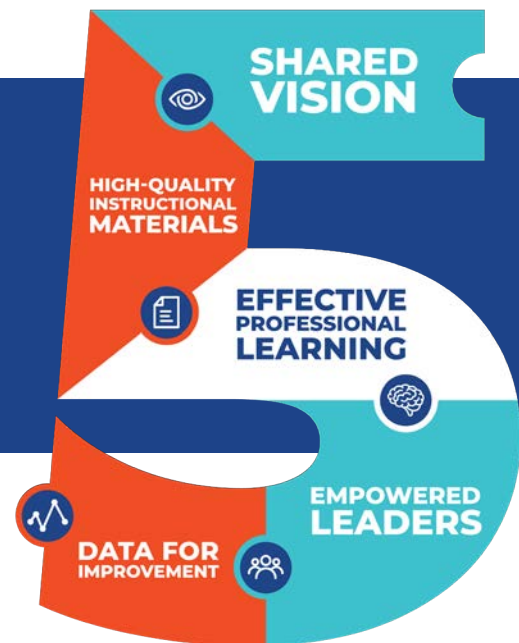 SHARED
VISION
HIGH-QUALITY
INSTRUCTIONAL
MATERIALS
EFFECTIVE
PROFESSIONAL
LEARNING
EMPOWERED
LEADERS
DATA FOR
IMPROVEMENT